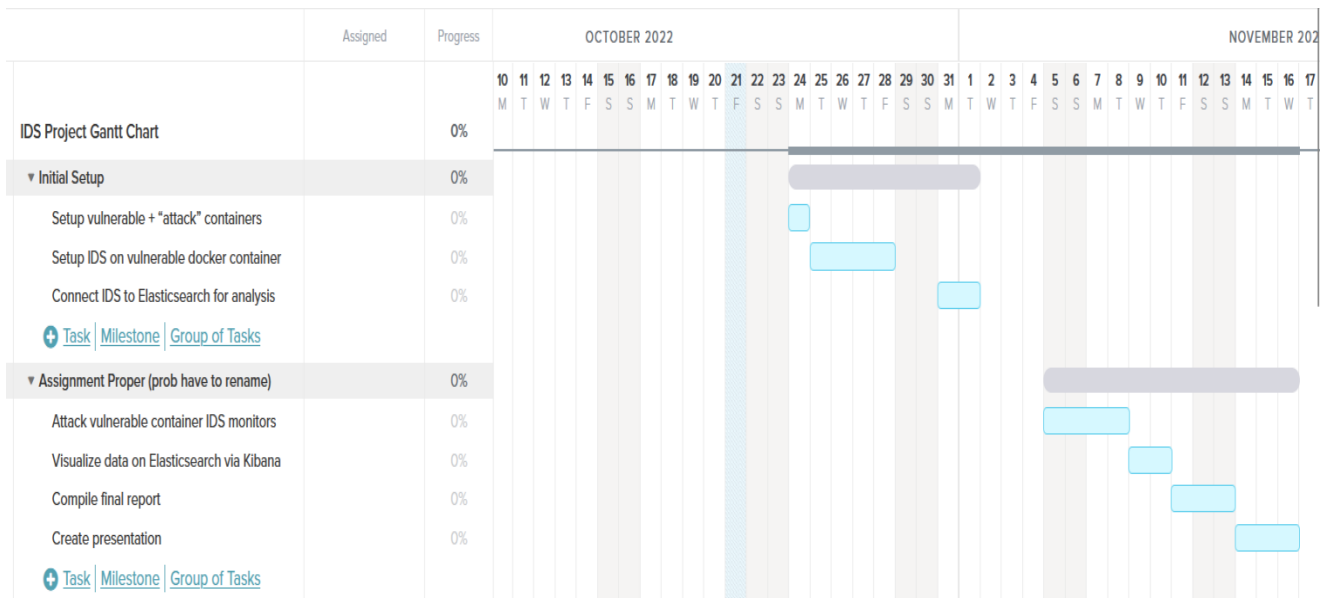 Assigned Progress OCTOBER 2022 NOVEMBER 202
10 11 12 13 14 15 16 17 18 19 20 21 22 23 24 25 26 27 28 29 30 31 1 2 3 4 5 6 7 8 9 10 11 12 13 14 15 16 17
M T W T F S S M T W T F S S M T W T F S S M T W T F S S M T W T F S S M T W T
IDS Project Gantt Chart 0%
▼ Initial Setup 0%
Setup vulnerable + “attack” containers 0%
Setup IDS on vulnerable docker container 0%
Connect IDS to Elasticsearch for analysis 0%
+ Task | Milestone | Group of Tasks
▼ Assignment Proper (prob have to rename) 0%
Attack vulnerable container IDS monitors 0%
Visualize data on Elasticsearch via Kibana 0%
Compile final report 0%
Create presentation 0%
+ Task | Milestone | Group of Tasks